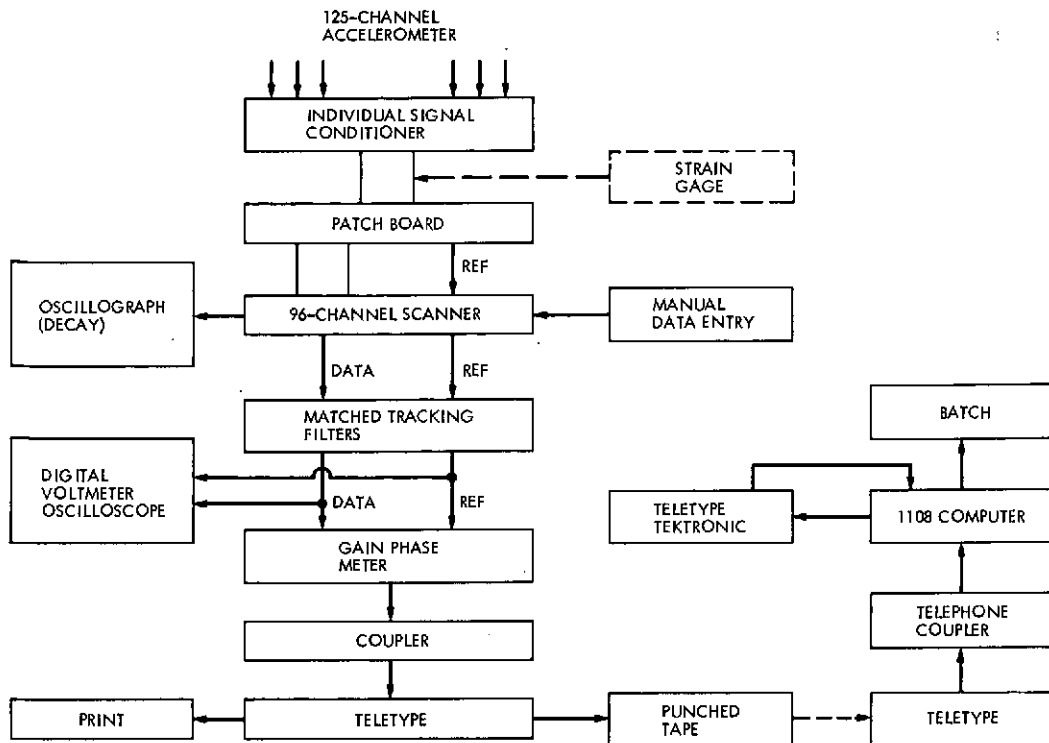 125-CHANNEL
ACCELEROMETER
INDIVIDUAL SIGNAL
CONDITIONER
STRAIN
GAGE
PATCH BOARD
REF
OSCILLOGRAPH
(DECAY)
96-CHANNEL SCANNER
MANUAL
DATA ENTRY
DATA
REF
MATCHED TRACKING
FILTERS
BATCH
DIGITAL
VOLTMETER
OSCILLOSCOPE
DATA
REF
TELETYPE
TEKTRONIC
1108 COMPUTER
GAIN PHASE
METER
TELEPHONE
COUPLER
COUPLER
PRINT
TELETYPE
PUNCHED
TAPE
TELETYPE